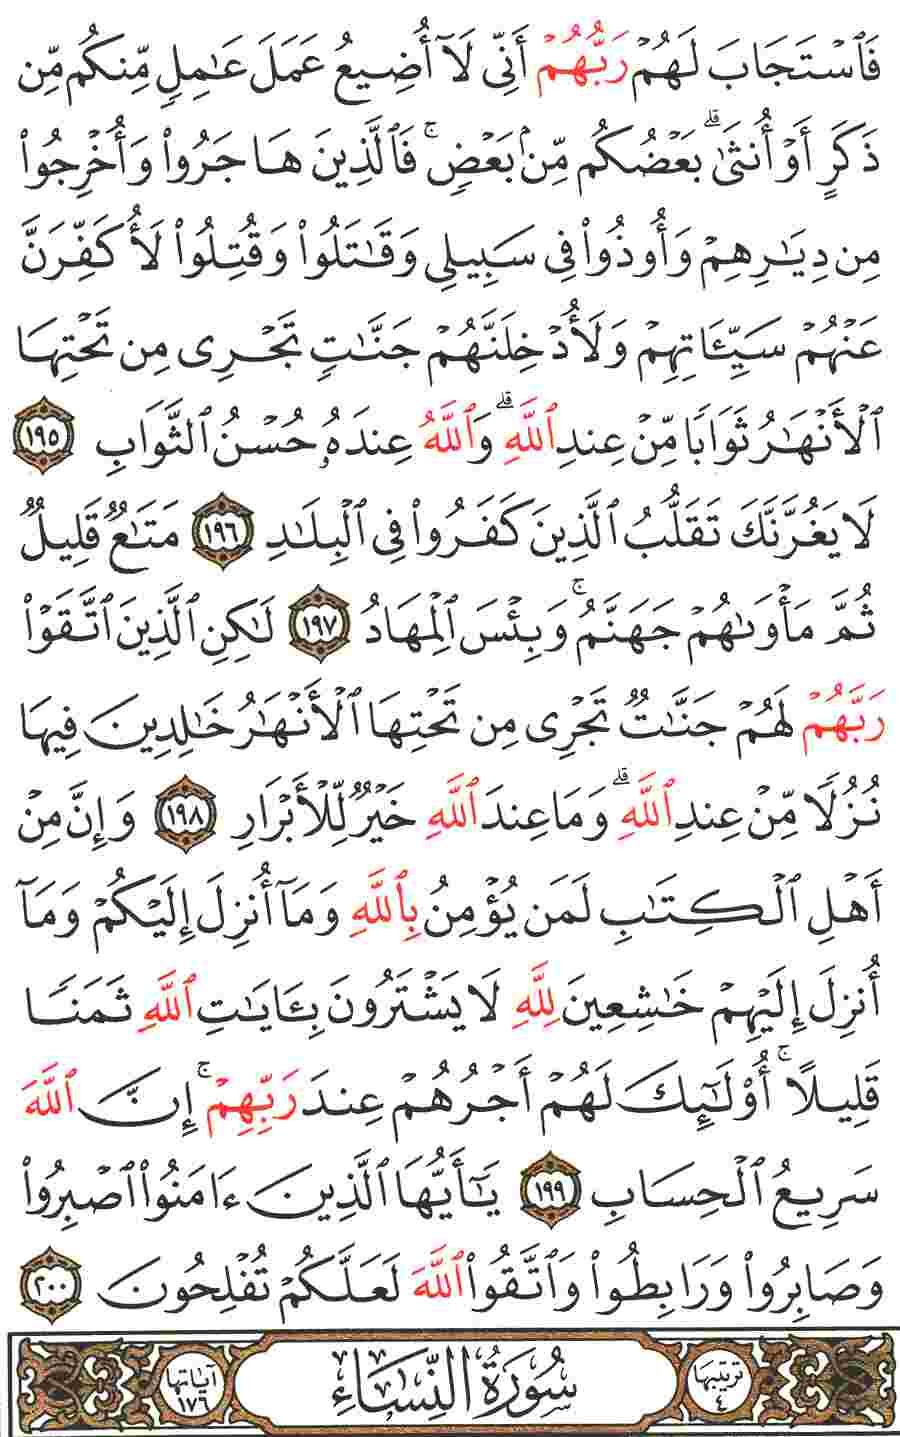 فَٱسْتَجَابَ لَهُمْ رَبُّهُمْ أَنِّى لَآ أُضِيعُ عَمَلَ عَـٰمِلٍ مِّنكُم مِّن
ذَكَرٍ أَوْ أُنثَىٰ ۖ بَعْضُكُم مِّنۢ بَعْضٍ ۚ فَٱلَّذِينَ هَاجَرُوا۟ وَأُخْرِجُوا۟
مِن دِيَـٰرِهِمْ وَأُوذُوا۟ فِى سَبِيلِى وَقَـٰتَلُوا۟ وَقُتِلُوا۟ لَأُكَفِّرَنَّ
عَنْهُمْ سَيِّـَٔاتِهِمْ وَلَأُدْخِلَنَّهُمْ جَنَّـٰتٍ تَجْرِى مِن تَحْتِهَا
ٱلْأَنْهَـٰرُ ثَوَابًا مِّنْ عِندِ ٱللَّهِ ۗ وَٱللَّهُ عِندَهُۥ حُسْنُ ٱلثَّوَابِ ١٩٥
لَا يَغُرَّنَّكَ تَقَلُّبُ ٱلَّذِينَ كَفَرُوا۟ فِى ٱلْبِلَـٰدِ ١٩٦ مَتَـٰعٌ قَلِيلٌ
ثُمَّ مَأْوَىٰهُمْ جَهَنَّمُ ۚ وَبِئْسَ ٱلْمِهَادُ ١٩٧ لَـٰكِنِ ٱلَّذِينَ ٱتَّقَوْا۟
رَبَّهُمْ لَهُمْ جَنَّـٰتٌ تَجْرِى مِن تَحْتِهَا ٱلْأَنْهَـٰرُ خَـٰلِدِينَ فِيهَا
نُزُلًا مِّنْ عِندِ ٱللَّهِ ۗ وَمَا عِندَ ٱللَّهِ خَيْرٌ لِّلْأَبْرَارِ ١٩٨ وَإِنَّ مِنْ
أَهْلِ ٱلْكِتَـٰبِ لَمَن يُؤْمِنُ بِٱللَّهِ وَمَآ أُنزِلَ إِلَيْكُمْ وَمَآ
أُنزِلَ إِلَيْهِمْ خَـٰشِعِينَ لِلَّهِ لَا يَشْتَرُونَ بِـَٔايَـٰتِ ٱللَّهِ ثَمَنًا
قَلِيلًا ۚ أُو۟لَـٰٓئِكَ لَهُمْ أَجْرُهُمْ عِندَ رَبِّهِمْ ۚ إِنَّ ٱللَّهَ
سَرِيعُ ٱلْحِسَابِ ١٩٩ يَـٰٓأَيُّهَا ٱلَّذِينَ ءَامَنُوا۟ ٱصْبِرُوا۟
وَصَابِرُوا۟ وَرَابِطُوا۟ وَٱتَّقُوا۟ ٱللَّهَ لَعَلَّكُمْ تُفْلِحُونَ ٢٠٠
ترتيبها ٤ سُورَةُ النِّسَاءِ آياتها ١٧٦